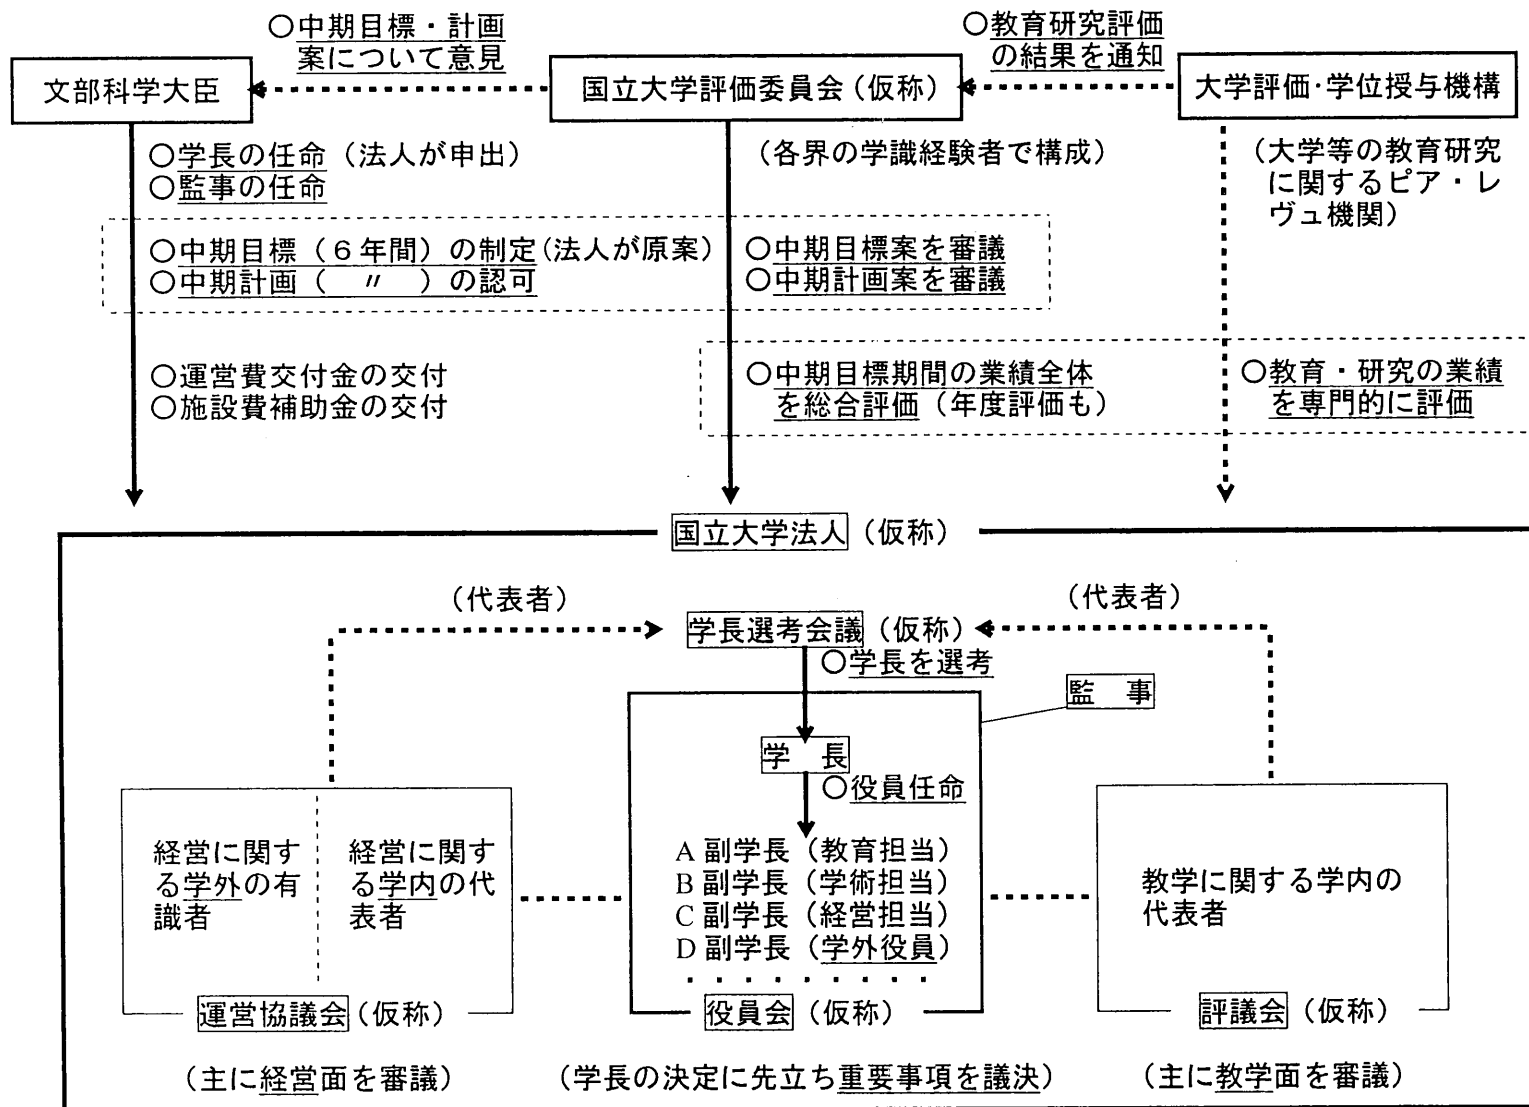 ○中期目標・計画
案について意見
○教育研究評価
の結果を通知
文部科学大臣
国立大学評価委員会（仮称）
大学評価・学位授与機構
○学長の任命（法人が申出）
○監事の任命
（各界の学識経験者で構成）
（大学等の教育研究
に関するピア・レ
ヴュ機関）
○中期目標（６年間）の制定（法人が原案）
○中期計画（　〃　）の認可
○中期目標案を審議
○中期計画案を審議
○運営費交付金の交付
○施設費補助金の交付
○中期目標期間の業績全体
を総合評価（年度評価も）
○教育・研究の業績
を専門的に評価
国立大学法人（仮称）
（代表者）
（代表者）
学長選考会議（仮称）
○学長を選考
監　事
学　長
○役員任命
経営に関す
る学外の有
識者
経営に関す
る学内の代
表者
A 副学長（教育担当）
B 副学長（学術担当）
C 副学長（経営担当）
D 副学長（学外役員）
・・・・・・・・・
教学に関する学内の
代表者
運営協議会（仮称）
役員会（仮称）
評議会（仮称）
（主に経営面を審議）
（学長の決定に先立ち重要事項を議決）
（主に教学面を審議）